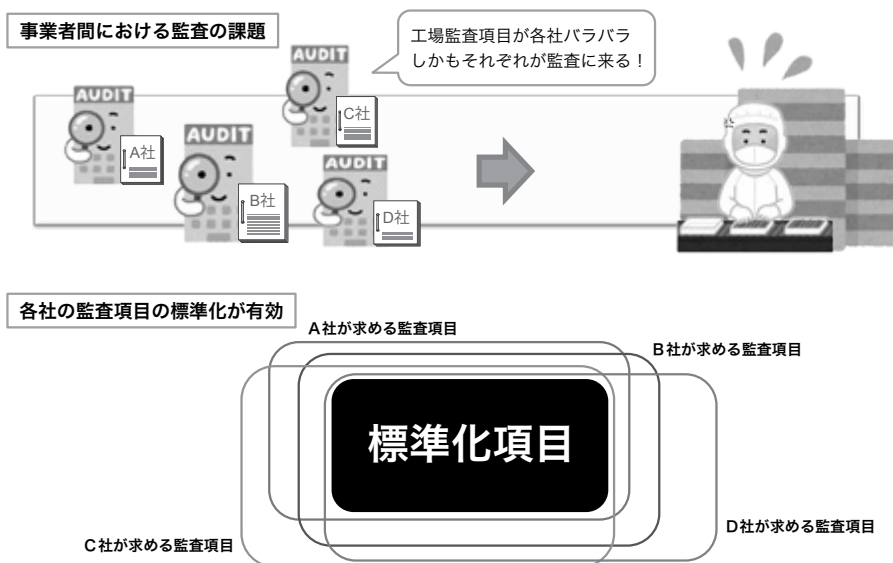 事業者間における監査の課題
工場監査項目が各社バラバラ
しかもそれぞれが監査に来る！
AUDIT
A社
AUDIT
B社
AUDIT
C社
AUDIT
D社
各社の監査項目の標準化が有効
A社が求める監査項目
B社が求める監査項目
標準化項目
C社が求める監査項目
D社が求める監査項目